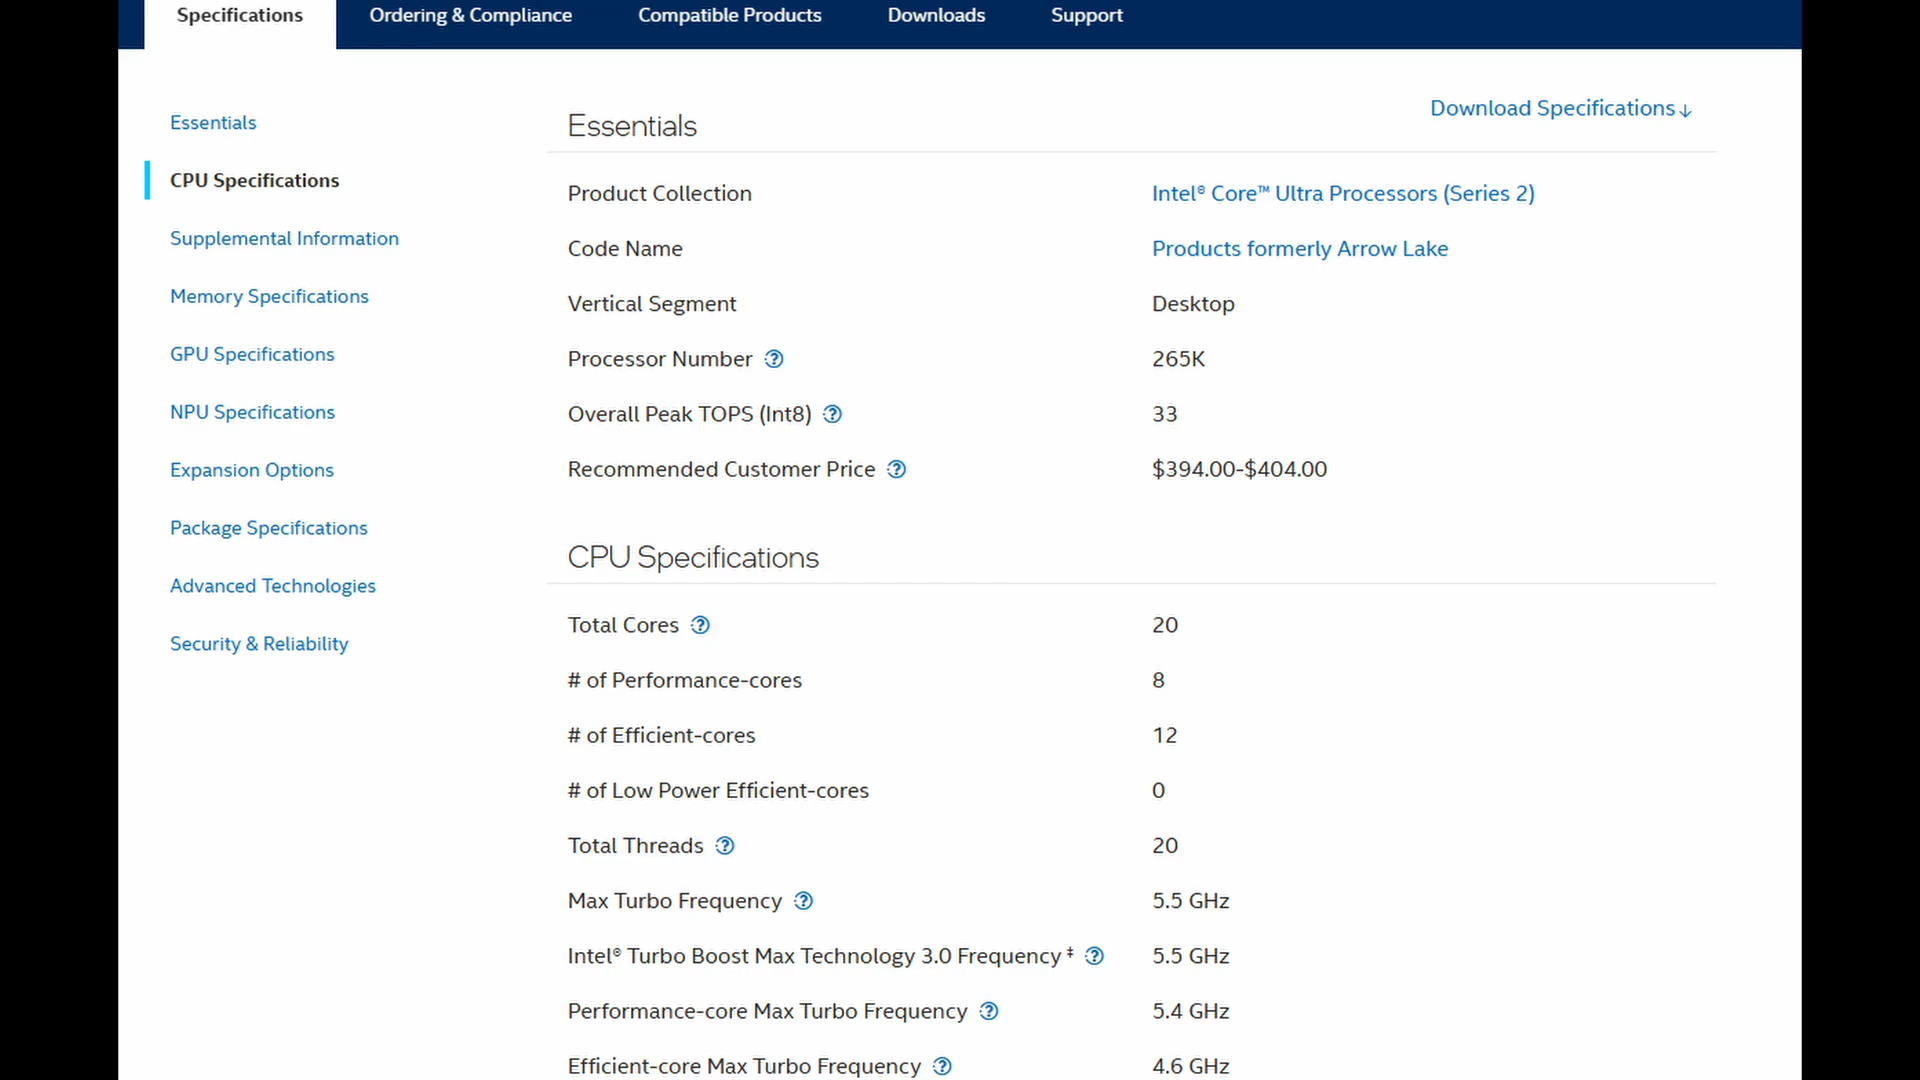 Specifications
Ordering & Compliance
Compatible Products
Downloads
Support
Essentials
CPU Specifications
Supplemental Information
Memory Specifications
GPU Specifications
NPU Specifications
Expansion Options
Package Specifications
Advanced Technologies
Security & Reliability
Download Specifications↓
Essentials
Product Collection Intel® Core™ Ultra Processors (Series 2)
Code Name Products formerly Arrow Lake
Vertical Segment Desktop
Processor Number ? 265K
Overall Peak TOPS (Int8) ? 33
Recommended Customer Price ? $394.00-$404.00
CPU Specifications
Total Cores ? 20
# of Performance-cores 8
# of Efficient-cores 12
# of Low Power Efficient-cores 0
Total Threads ? 20
Max Turbo Frequency ? 5.5 GHz
Intel® Turbo Boost Max Technology 3.0 Frequency ‡ ? 5.5 GHz
Performance-core Max Turbo Frequency ? 5.4 GHz
Efficient-core Max Turbo Frequency ? 4.6 GHz